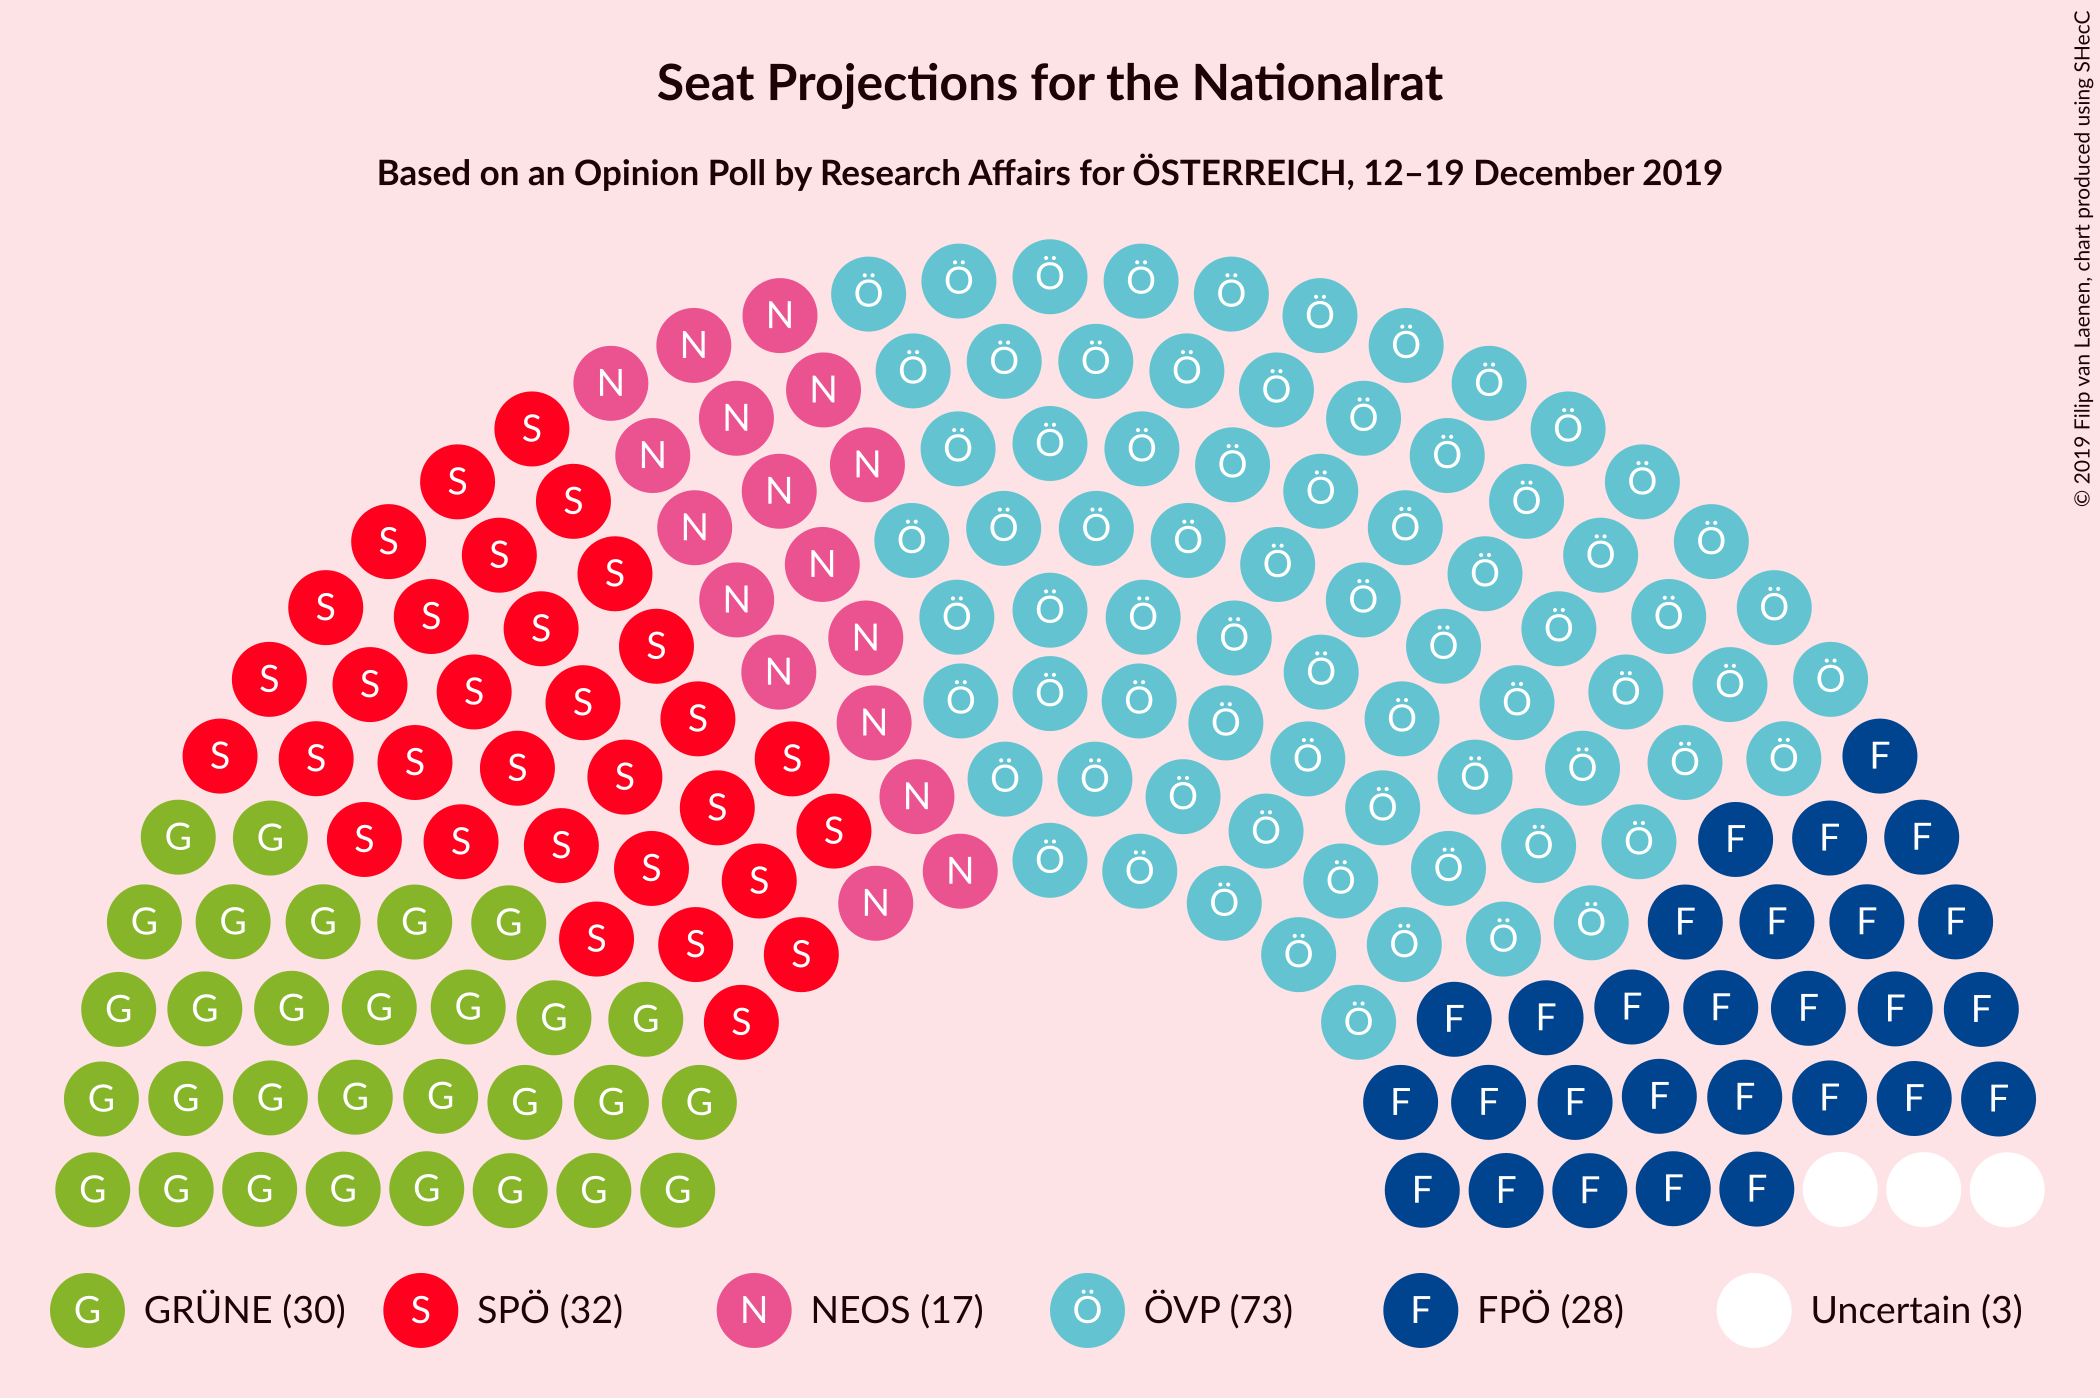 Seat Projections for the Nationalrat
Based on an Opinion Poll by Research Affairs for ÖSTERREICH, 12–19 December 2019
© 2019 Filip van Laenen, chart produced using SHecC
N Ö Ö Ö Ö Ö Ö
N Ö
N N Ö Ö Ö Ö Ö Ö Ö
S N N Ö Ö
S N N N Ö Ö Ö Ö Ö Ö Ö
S S N Ö Ö Ö Ö Ö Ö Ö
S S S N Ö Ö Ö Ö
S S S N N Ö Ö Ö Ö Ö Ö Ö Ö
S S S S N Ö Ö Ö Ö Ö Ö
S S S S S N Ö Ö Ö Ö Ö Ö Ö
S S S S S S N Ö Ö Ö Ö Ö Ö Ö Ö Ö F
G G S S S S S S Ö Ö Ö Ö Ö Ö F F F
G G G G G S S S S N N Ö Ö Ö Ö Ö Ö Ö Ö F F F F
G G G G G G G S Ö F F F F F F F
G G G G G G G G F F F F F F F F
G G G G G G G G F F F F F
G GRÜNE (30) S SPÖ (32) N NEOS (17) Ö ÖVP (73) F FPÖ (28) Uncertain (3)